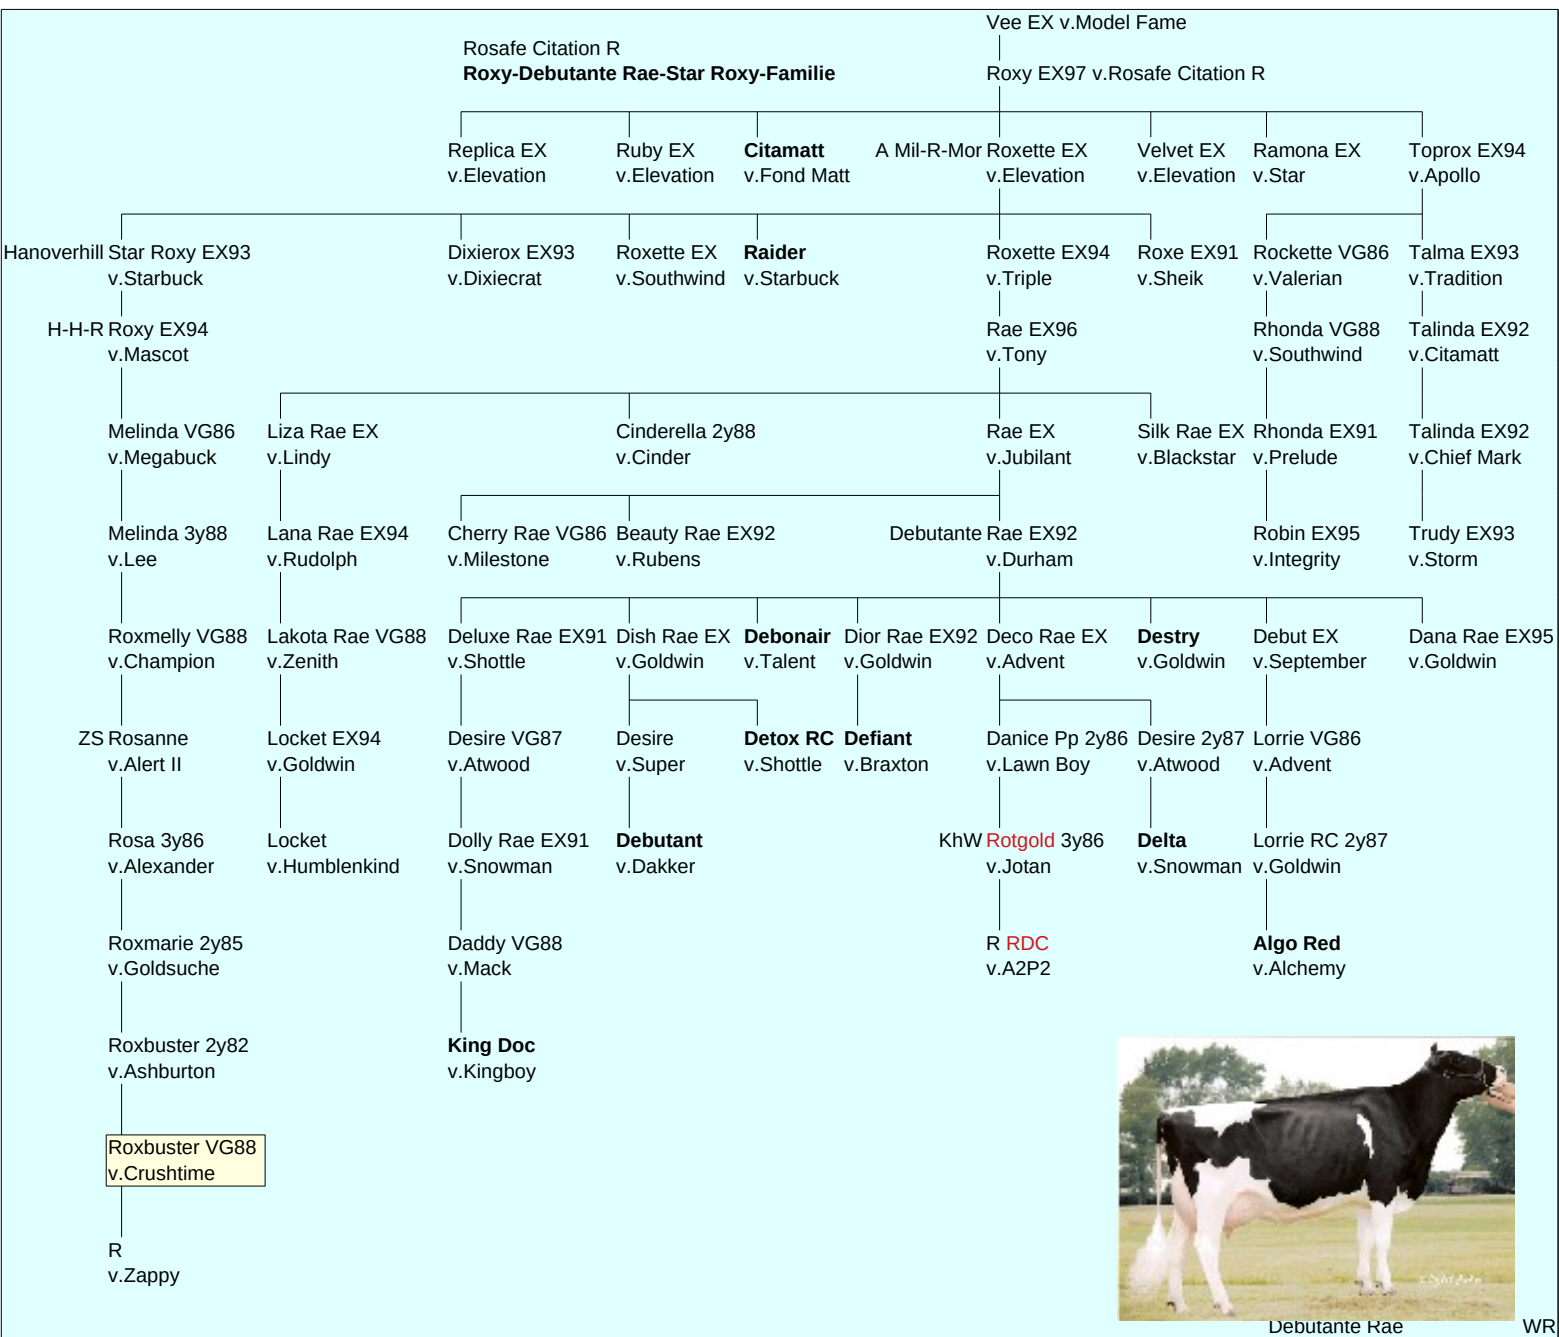 Vee EX v.Model Fame
Rosafe Citation R
Roxy-Debutante Rae-Star Roxy-Familie
Roxy EX97 v.Rosafe Citation R
Replica EX Ruby EX Citamatt A Mil-R-Mor Roxette EX Velvet EX Ramona EX Toprox EX94
v.Elevation v.Elevation v.Fond Matt v.Elevation v.Elevation v.Star v.Apollo
Hanoverhill Star Roxy EX93 Dixierox EX93 Roxette EX Raider Roxette EX94 Roxe EX91 Rockette VG86 Talma EX93
v.Starbuck v.Dixiecrat v.Southwind v.Starbuck v.Triple v.Sheik v.Valerian v.Tradition
H-H-R Roxy EX94 Rae EX96 Rhonda VG88 Talinda EX92
v.Mascot v.Tony v.Southwind v.Citamatt
Melinda VG86 Liza Rae EX Cinderella 2y88 Rae EX Silk Rae EX Rhonda EX91 Talinda EX92
v.Megabuck v.Lindy v.Cinder v.Jubilant v.Blackstar v.Prelude v.Chief Mark
Melinda 3y88 Lana Rae EX94 Cherry Rae VG86 Beauty Rae EX92 Debutante Rae EX92 Robin EX95 Trudy EX93
v.Lee v.Rudolph v.Milestone v.Rubens v.Durham v.Integrity v.Storm
Roxmelly VG88 Lakota Rae VG88 Deluxe Rae EX91 Dish Rae EX Debonair Dior Rae EX92 Deco Rae EX Destry Debut EX Dana Rae EX95
v.Champion v.Zenith v.Shottle v.Goldwin v.Talent v.Goldwin v.Advent v.Goldwin v.September v.Goldwin
ZS Rosanne Locket EX94 Desire VG87 Desire Detox RC Defiant Danice Pp 2y86 Desire 2y87 Lorrie VG86
v.Alert II v.Goldwin v.Atwood v.Super v.Shottle v.Braxton v.Lawn Boy v.Atwood v.Advent
Rosa 3y86 Locket Dolly Rae EX91 Debutant KhW Rotgold 3y86 Delta Lorrie RC 2y87
v.Alexander v.Humblenkind v.Snowman v.Dakker v.Jotan v.Snowman v.Goldwin
Roxmarie 2y85 Daddy VG88 R RDC Algo Red
v.Goldsuche v.Mack v.A2P2 v.Alchemy
Roxbuster 2y82 King Doc
v.Ashburton v.Kingboy
Roxbuster VG88
v.Crushtime
R
v.Zappy
Debutante Rae WR